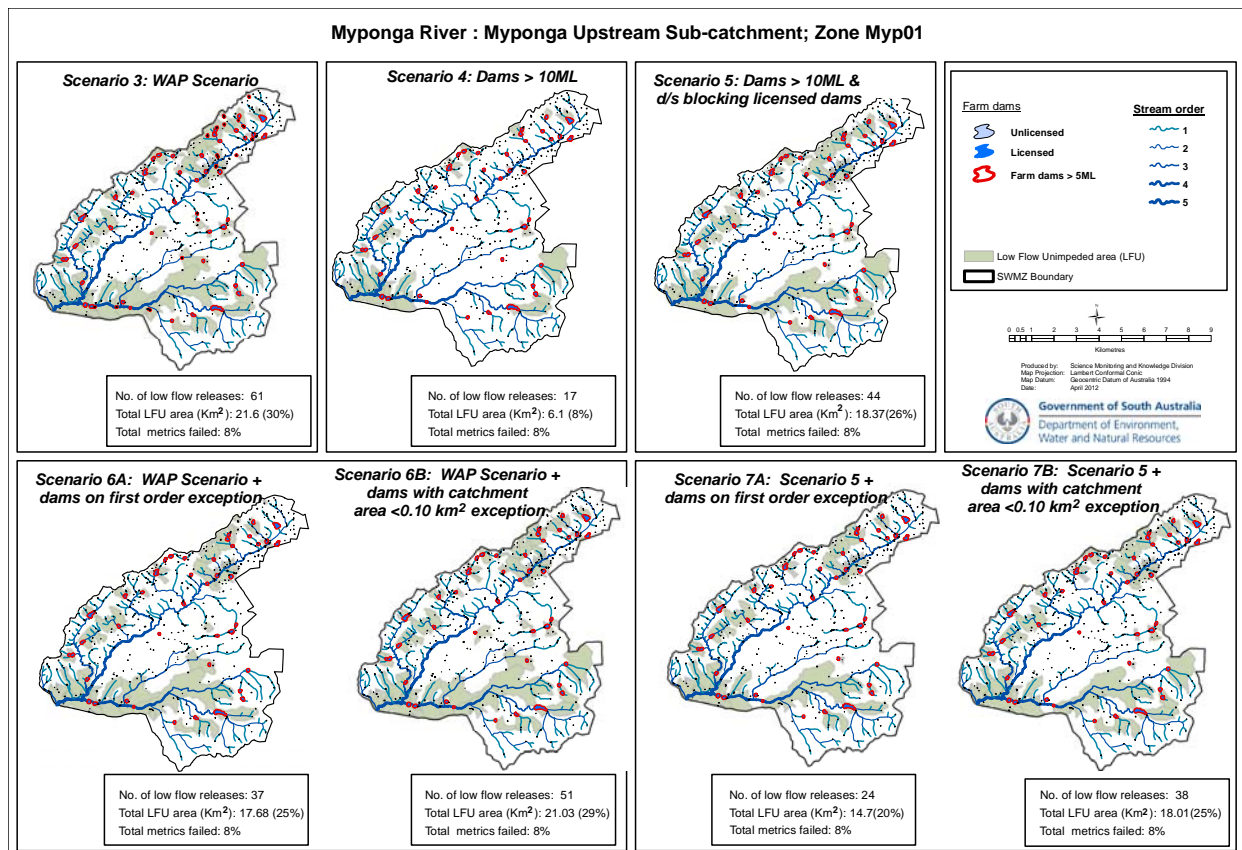 Myponga River : Myponga Upstream Sub-catchment; Zone Myp01
Scenario 3: WAP Scenario
No. of low flow releases: 61
Total LFU area (Km²): 21.6 (30%)
Total metrics failed: 8%
Scenario 4: Dams > 10ML
No. of low flow releases: 17
Total LFU area (Km²): 6.1 (8%)
Total metrics failed: 8%
Scenario 5: Dams > 10ML &
d/s blocking licensed dams
No. of low flow releases: 44
Total LFU area (Km²): 18.37(26%)
Total metrics failed: 8%
Farm dams
Unlicensed
Licensed
Farm dams > 5ML
Stream order
1
2
3
4
5
Low Flow Unimpeded area (LFU)
SWMZ Boundary
N
0 0.5 1 2 3 4 5 6 7 8 9
Kilometres
Produced by: Science Monitoring and Knowledge Division
Map Projection: Lambert Conformal Conic
Map Datum: Geocentric Datum of Australia 1994
Date: April 2012
SOUTH AUSTRALIA
Government of South Australia
Department of Environment,
Water and Natural Resources
Scenario 6A: WAP Scenario +
dams on first order exception
No. of low flow releases: 37
Total LFU area (Km²): 17.68 (25%)
Total metrics failed: 8%
Scenario 6B: WAP Scenario +
dams with catchment
area <0.10 km² exception
No. of low flow releases: 51
Total LFU area (Km²): 21.03 (29%)
Total metrics failed: 8%
Scenario 7A: Scenario 5 +
dams on first order exception
No. of low flow releases: 24
Total LFU area (Km²): 14.7(20%)
Total metrics failed: 8%
Scenario 7B: Scenario 5 +
dams with catchment
area <0.10 km² exception
No. of low flow releases: 38
Total LFU area (Km²): 18.01(25%)
Total metrics failed: 8%